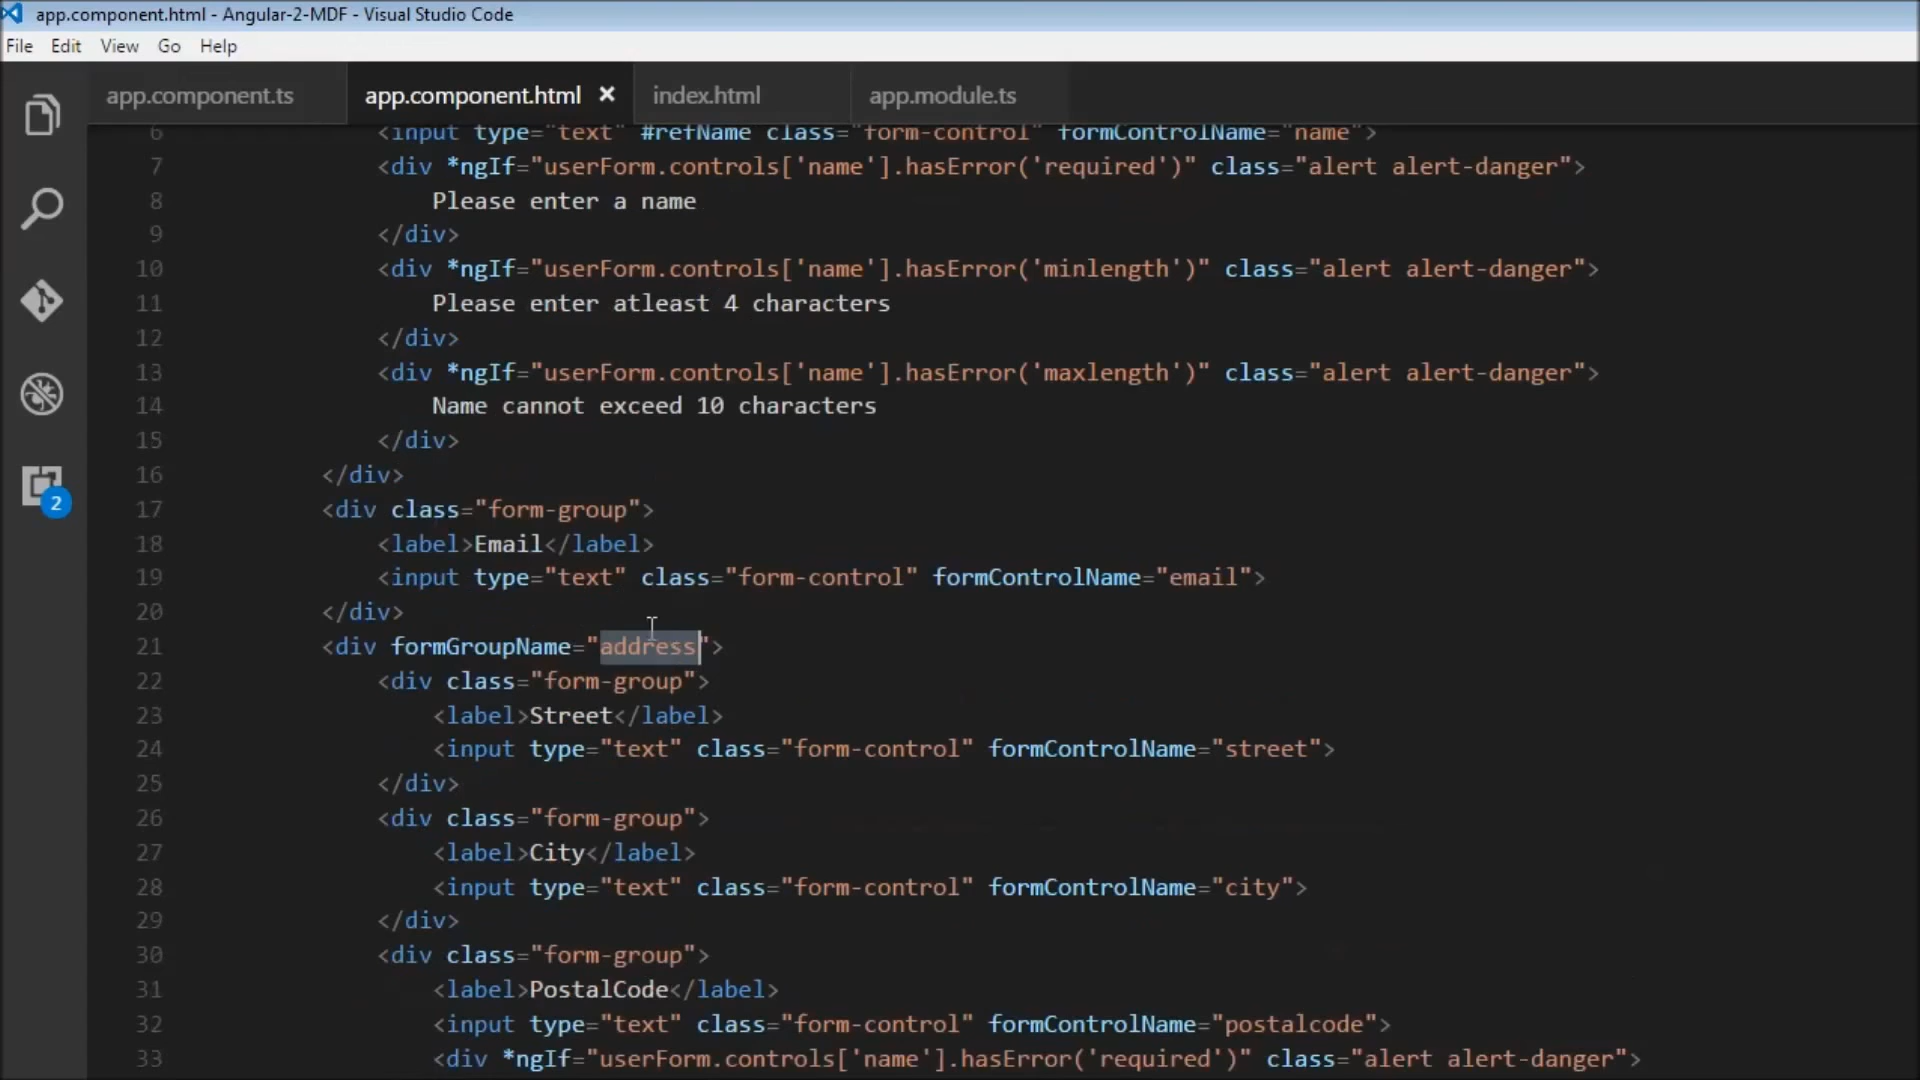 app.component.html - Angular-2-MDF - Visual Studio Code
File Edit View Go Help
app.component.ts app.component.html × index.html app.module.ts
6 <input type="text" #refName class="form-control" formControlName="name">
7 <div *ngIf="userForm.controls['name'].hasError('required')" class="alert alert-danger">
8 Please enter a name
9 </div>
10 <div *ngIf="userForm.controls['name'].hasError('minlength')" class="alert alert-danger">
11 Please enter atleast 4 characters
12 </div>
13 <div *ngIf="userForm.controls['name'].hasError('maxlength')" class="alert alert-danger">
14 Name cannot exceed 10 characters
15 </div>
16 </div>
17 <div class="form-group">
18 <label>Email</label>
19 <input type="text" class="form-control" formControlName="email">
20 </div>
21 <div formGroupName="address">
22 <div class="form-group">
23 <label>Street</label>
24 <input type="text" class="form-control" formControlName="street">
25 </div>
26 <div class="form-group">
27 <label>City</label>
28 <input type="text" class="form-control" formControlName="city">
29 </div>
30 <div class="form-group">
31 <label>PostalCode</label>
32 <input type="text" class="form-control" formControlName="postalcode">
33 <div *ngIf="userForm.controls['name'].hasError('required')" class="alert alert-danger">
2